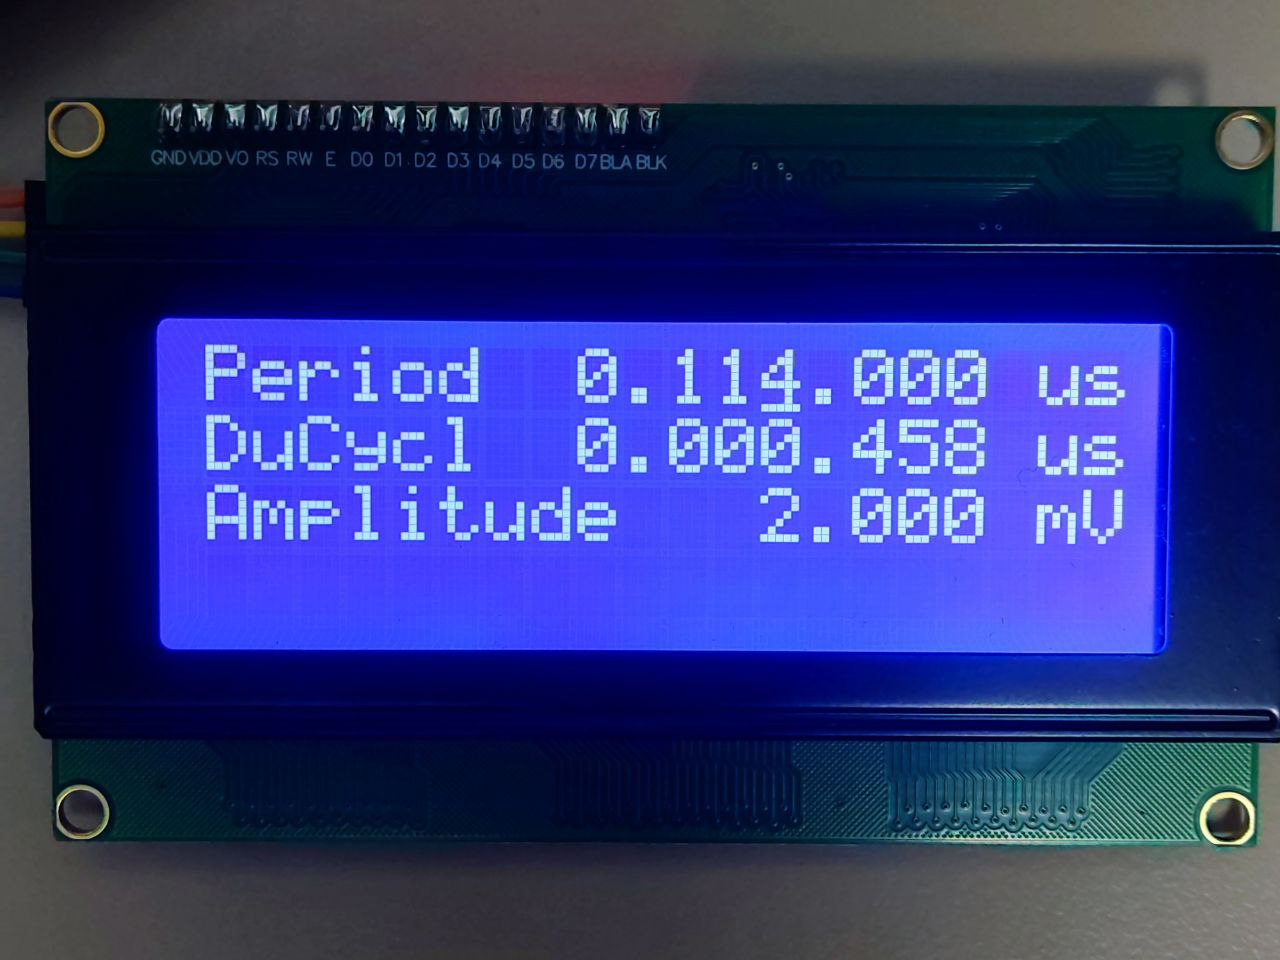 GND VDD VO RS RW E D0 D1 D2 D3 D4 D5 D6 D7 BLA BLK
Period 0.114.000 us
DuCycl 0.000.458 us
Amplitude 2.000 mV